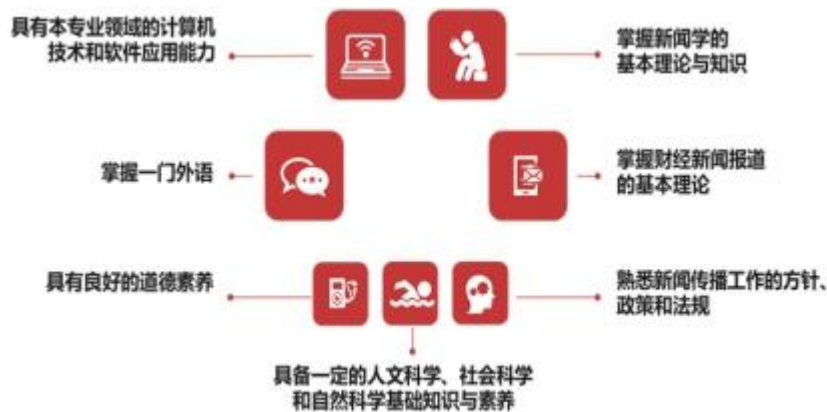 具有本专业领域的计算机
技术和软件应用能力
掌握新闻学的
基本理论与知识
掌握一门外语
掌握财经新闻报道
的基本理论
具有良好的道德素养
熟悉新闻传播工作的方针、
政策和法规
具备一定的人文科学、社会科学
和自然科学基础知识与素养